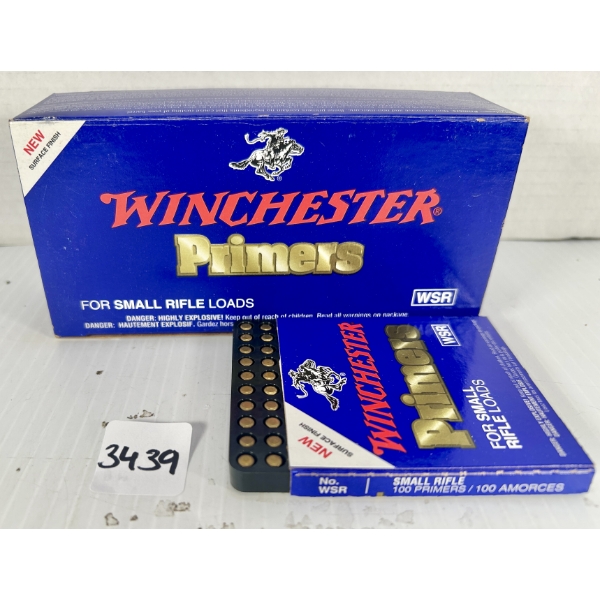 NEW
SURFACE FINISH
WINCHESTER®
Primers
FOR SMALL RIFLE LOADS
WSR
DANGER: HIGHLY EXPLOSIVE! Keep out of reach of children. Read all warnings on package
DANGER: HAUTEMENT EXPLOSIF. Gardez hors
NEW
SURFACE FINISH
WINCHESTER
Primers
WSR
FOR SMALL
RIFLE LOADS
No.
WSR
SMALL RIFLE
100 PRIMERS / 100 AMORCES
3439